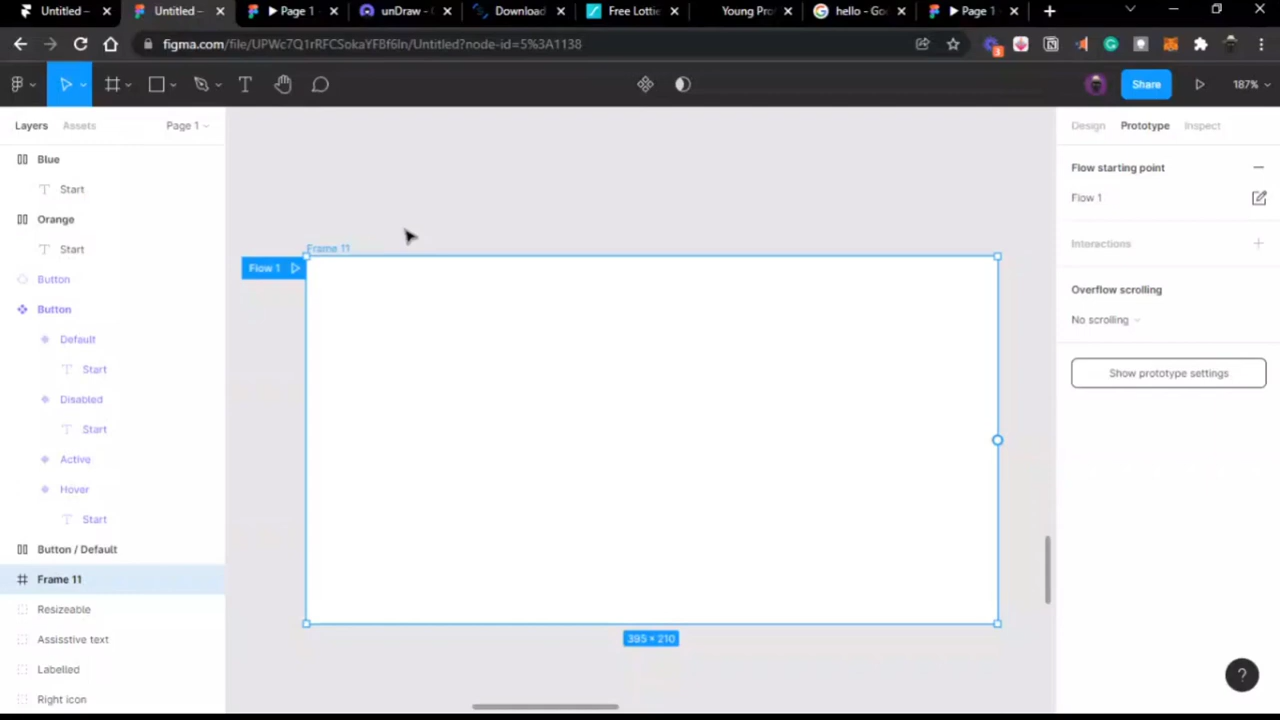 Untitled –
Untitled –
Page 1
unDraw - 
Download
Free Lottie
Young Pro
hello - Goo
Page 1
figma.com/file/UPWc7Q1rRFCSokaYFBf6In/Untitled?node-id=5%3A1138
3
Share
187%
Layers
Assets
Page 1
Blue
Start
Orange
Start
Button
Button
Default
Start
Disabled
Start
Active
Hover
Start
Button / Default
Frame 11
Resizeable
Assisstive text
Labelled
Right icon
Frame 11
Flow 1
395 × 210
Design
Prototype
Inspect
Flow starting point
Flow 1
Interactions
Overflow scrolling
No scrolling
Show prototype settings
?